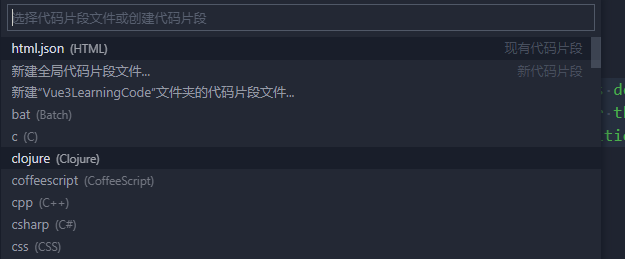 选择代码片段文件或创建代码片段
html.json (HTML) 现有代码片段
新建全局代码片段文件... 新代码片段
新建"Vue3LearningCode"文件夹的代码片段文件...
bat (Batch)
c (C)
clojure (Clojure)
coffeescript (CoffeeScript)
cpp (C++)
csharp (C#)
css (CSS)